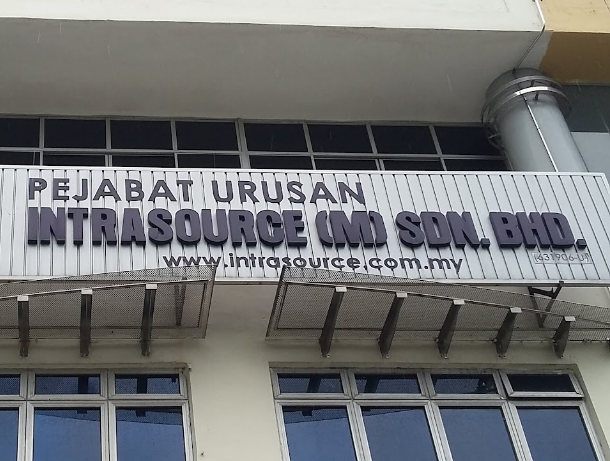 PEJABAT URUSAN
INTRASOURCE (M) SDN. BHD.
(631906-U)
www.intrasource.com.my